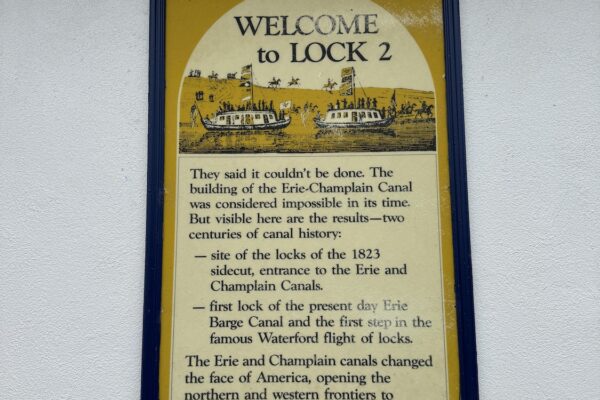 WELCOME
to LOCK 2
They said it couldn't be done. The
building of the Erie-Champlain Canal
was considered impossible in its time.
But visible here are the results—two
centuries of canal history:
— site of the locks of the 1823
sidecut, entrance to the Erie and
Champlain Canals.
— first lock of the present day Erie
Barge Canal and the first step in the
famous Waterford flight of locks.
The Erie and Champlain canals changed
the face of America, opening the
northern and western frontiers to